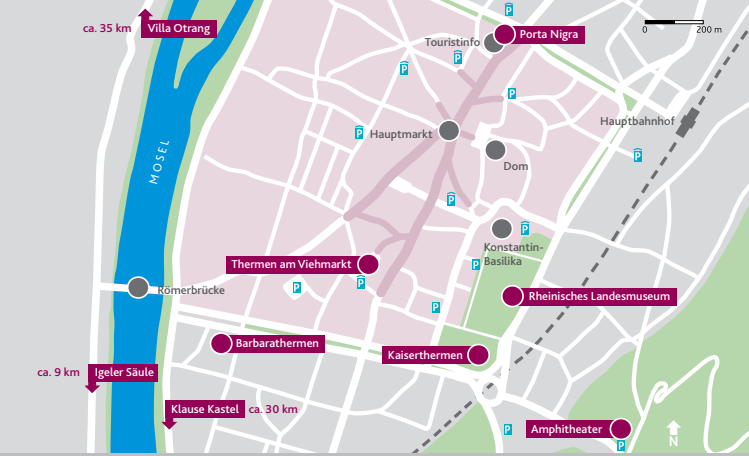 ca. 35 km
Villa Otrang
P
Touristinfo
Porta Nigra
0
200 m
P
P
P
Hauptbahnhof
P
Hauptmarkt
Dom
P
MOSEL
P
Konstantin-
Basilika
P
Thermen am Viehmarkt
P
P
P
Römerbrücke
Rheinisches Landesmuseum
P
Barbarathermen
Kaiserthermen
ca. 9 km
Igeler Säule
Klause Kastel
ca. 30 km
P
Amphitheater
P
N